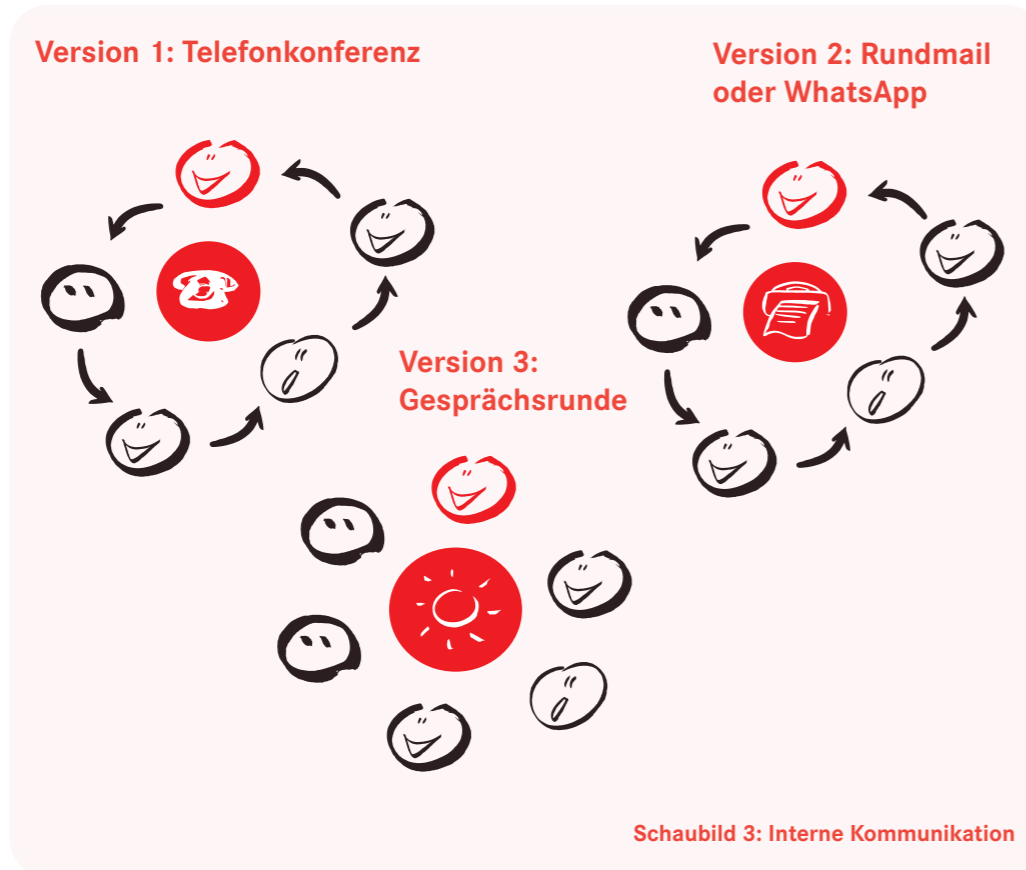 Version 1: Telefonkonferenz
Version 2: Rundmail
oder WhatsApp
Version 3:
Gesprächsrunde
Schaubild 3: Interne Kommunikation